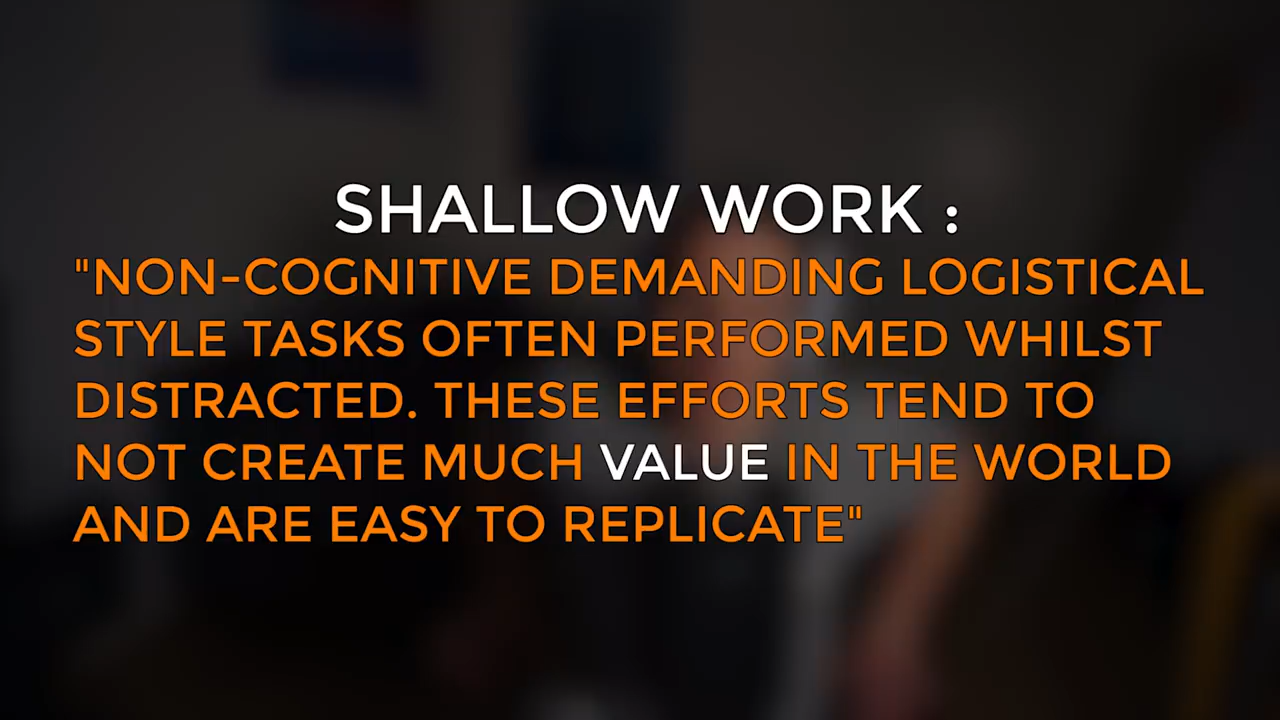 SHALLOW WORK :
"NON-COGNITIVE DEMANDING LOGISTICAL
STYLE TASKS OFTEN PERFORMED WHILST
DISTRACTED. THESE EFFORTS TEND TO
NOT CREATE MUCH VALUE IN THE WORLD
AND ARE EASY TO REPLICATE"